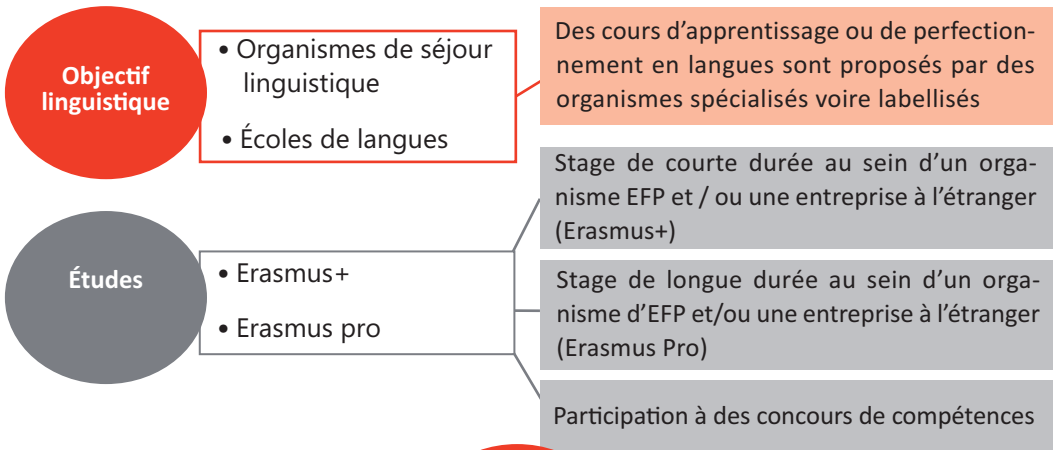 Objectif
linguistique
• Organismes de séjour
linguistique
• Écoles de langues
Des cours d’apprentissage ou de perfection-
nement en langues sont proposés par des
organismes spécialisés voire labellisés
Études
• Erasmus+
• Erasmus pro
Stage de courte durée au sein d’un orga-
nisme EFP et / ou une entreprise à l’étranger
(Erasmus+)
Stage de longue durée au sein d’un orga-
nisme d’EFP et/ou une entreprise à l’étranger
(Erasmus Pro)
Participation à des concours de compétences